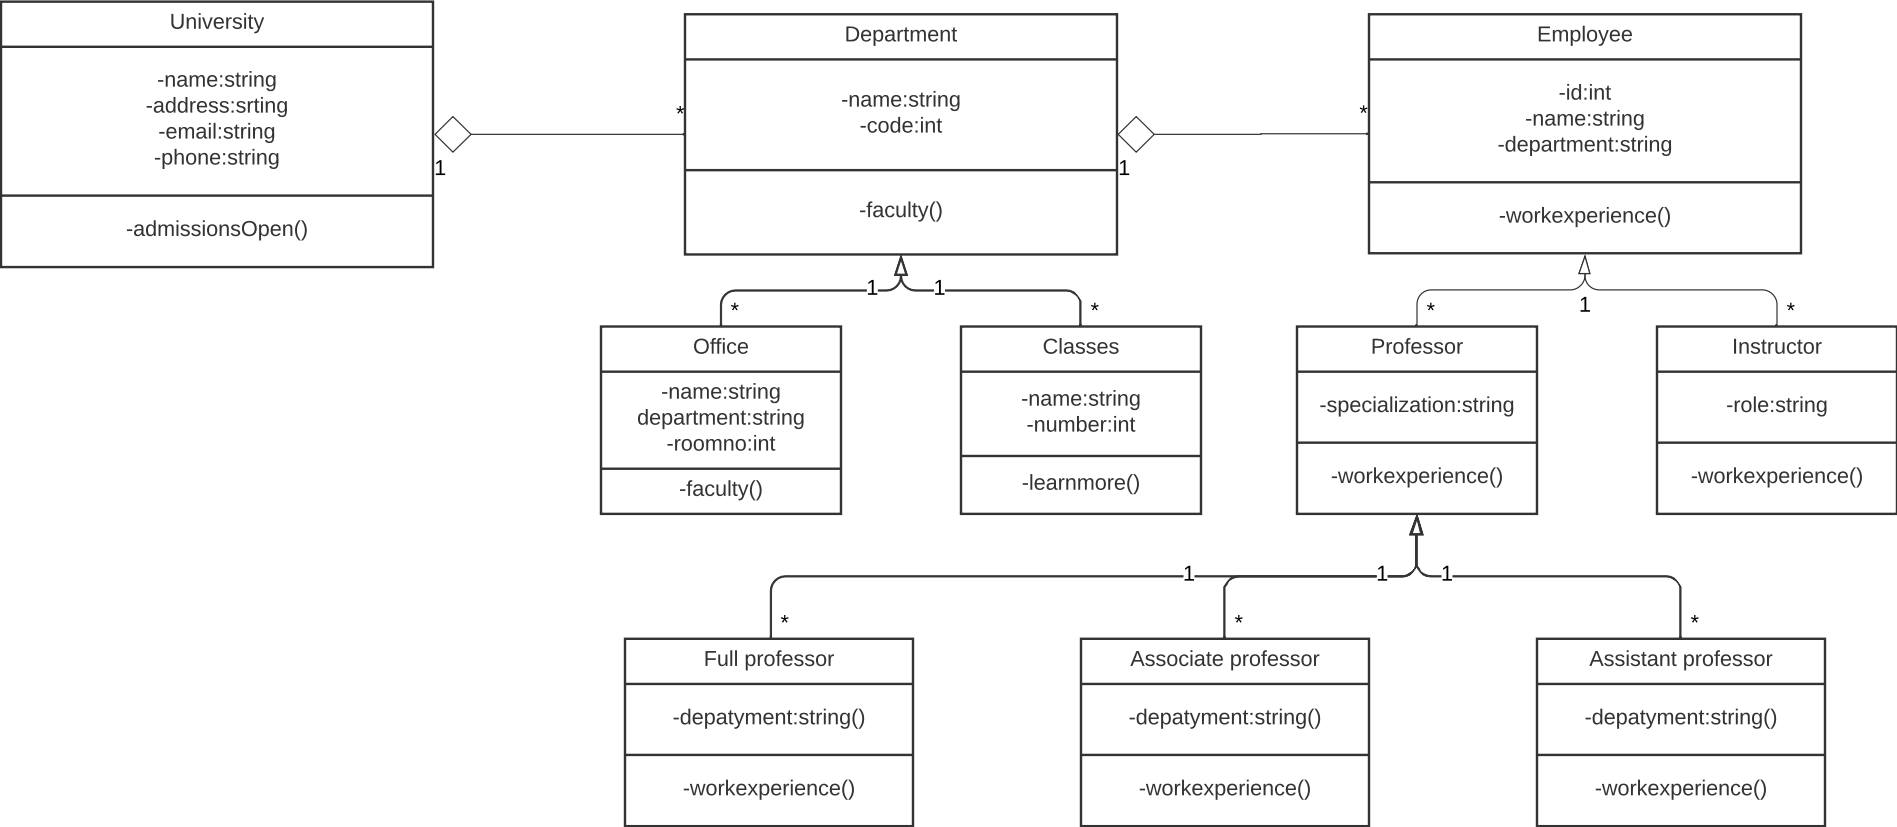 University
-name:string
-address:srting
-email:string
-phone:string
-admissionsOpen()
1
*
Department
-name:string
-code:int
-faculty()
1
*
Employee
-id:int
-name:string
-department:string
-workexperience()
1
1
*
*
Office
-name:string
department:string
-roomno:int
-faculty()
Classes
-name:string
-number:int
-learnmore()
*
1
*
Professor
-specialization:string
-workexperience()
Instructor
-role:string
-workexperience()
1
1
1
*
*
*
Full professor
-depatyment:string()
-workexperience()
Associate professor
-depatyment:string()
-workexperience()
Assistant professor
-depatyment:string()
-workexperience()